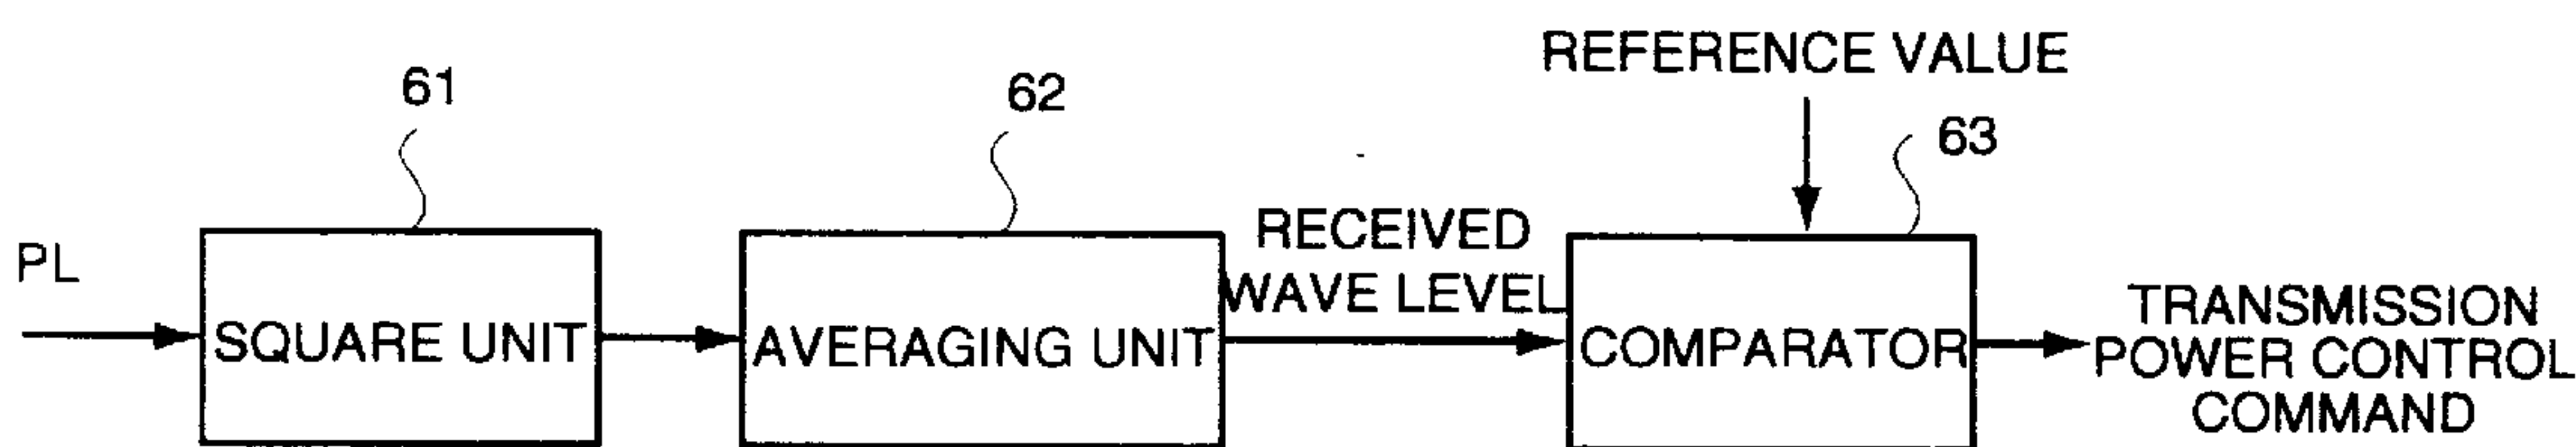 REFERENCE VALUE
61
62
63
PL
RECEIVED
WAVE LEVEL
SQUARE UNIT
AVERAGING UNIT
COMPARATOR
TRANSMISSION
POWER CONTROL
COMMAND